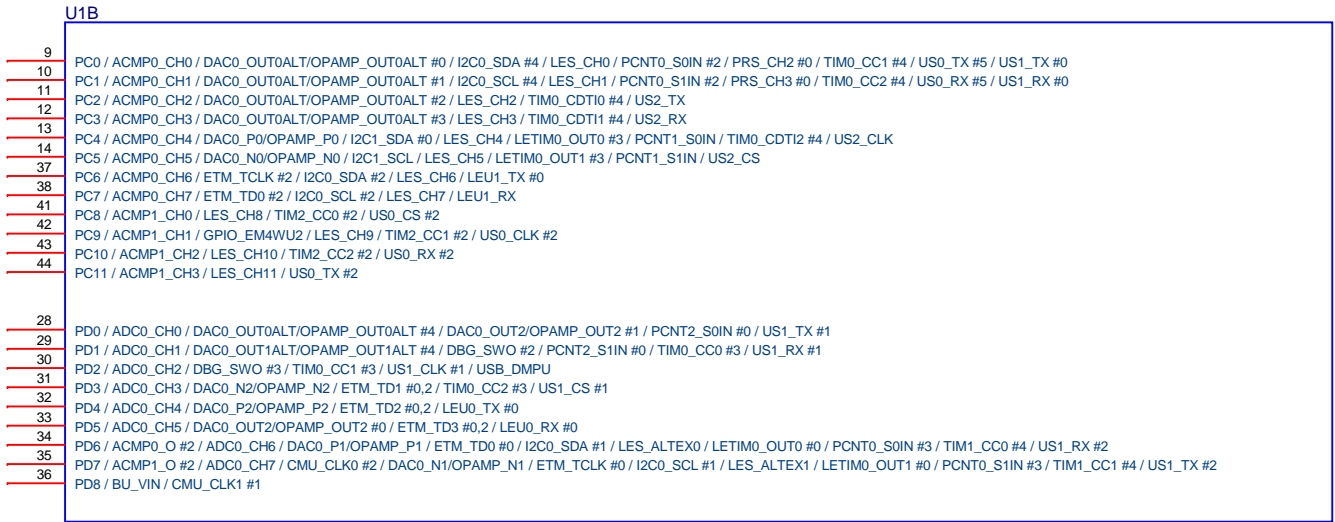 U1B
9 PC0 / ACMP0_CH0 / DAC0_OUT0ALT/OPAMP_OUT0ALT #0 / I2C0_SDA #4 / LES_CH0 / PCNT0_S0IN #2 / PRS_CH2 #0 / TIM0_CC1 #4 / US0_TX #5 / US1_TX #0
10 PC1 / ACMP0_CH1 / DAC0_OUT0ALT/OPAMP_OUT0ALT #1 / I2C0_SCL #4 / LES_CH1 / PCNT0_S1IN #2 / PRS_CH3 #0 / TIM0_CC2 #4 / US0_RX #5 / US1_RX #0
11 PC2 / ACMP0_CH2 / DAC0_OUT0ALT/OPAMP_OUT0ALT #2 / LES_CH2 / TIM0_CDTI0 #4 / US2_TX
12 PC3 / ACMP0_CH3 / DAC0_OUT0ALT/OPAMP_OUT0ALT #3 / LES_CH3 / TIM0_CDTI1 #4 / US2_RX
13 PC4 / ACMP0_CH4 / DAC0_P0/OPAMP_P0 / I2C1_SDA #0 / LES_CH4 / LETIM0_OUT0 #3 / PCNT1_S0IN / TIM0_CDTI2 #4 / US2_CLK
14 PC5 / ACMP0_CH5 / DAC0_N0/OPAMP_N0 / I2C1_SCL / LES_CH5 / LETIM0_OUT1 #3 / PCNT1_S1IN / US2_CS
37 PC6 / ACMP0_CH6 / ETM_TCLK #2 / I2C0_SDA #2 / LES_CH6 / LEU1_TX #0
38 PC7 / ACMP0_CH7 / ETM_TD0 #2 / I2C0_SCL #2 / LES_CH7 / LEU1_RX
41 PC8 / ACMP1_CH0 / LES_CH8 / TIM2_CC0 #2 / US0_CS #2
42 PC9 / ACMP1_CH1 / GPIO_EM4WU2 / LES_CH9 / TIM2_CC1 #2 / US0_CLK #2
43 PC10 / ACMP1_CH2 / LES_CH10 / TIM2_CC2 #2 / US0_RX #2
44 PC11 / ACMP1_CH3 / LES_CH11 / US0_TX #2
28 PD0 / ADC0_CH0 / DAC0_OUT0ALT/OPAMP_OUT0ALT #4 / DAC0_OUT2/OPAMP_OUT2 #1 / PCNT2_S0IN #0 / US1_TX #1
29 PD1 / ADC0_CH1 / DAC0_OUT1ALT/OPAMP_OUT1ALT #4 / DBG_SWO #2 / PCNT2_S1IN #0 / TIM0_CC0 #3 / US1_RX #1
30 PD2 / ADC0_CH2 / DBG_SWO #3 / TIM0_CC1 #3 / US1_CLK #1 / USB_DMPU
31 PD3 / ADC0_CH3 / DAC0_N2/OPAMP_N2 / ETM_TD1 #0,2 / TIM0_CC2 #3 / US1_CS #1
32 PD4 / ADC0_CH4 / DAC0_P2/OPAMP_P2 / ETM_TD2 #0,2 / LEU0_TX #0
33 PD5 / ADC0_CH5 / DAC0_OUT2/OPAMP_OUT2 #0 / ETM_TD3 #0,2 / LEU0_RX #0
34 PD6 / ACMP0_O #2 / ADC0_CH6 / DAC0_P1/OPAMP_P1 / ETM_TD0 #0 / I2C0_SDA #1 / LES_ALTEX0 / LETIM0_OUT0 #0 / PCNT0_S0IN #3 / TIM1_CC0 #4 / US1_RX #2
35 PD7 / ACMP1_O #2 / ADC0_CH7 / CMU_CLK0 #2 / DAC0_N1/OPAMP_N1 / ETM_TCLK #0 / I2C0_SCL #1 / LES_ALTEX1 / LETIM0_OUT1 #0 / PCNT0_S1IN #3 / TIM1_CC1 #4 / US1_TX #2
36 PD8 / BU_VIN / CMU_CLK1 #1